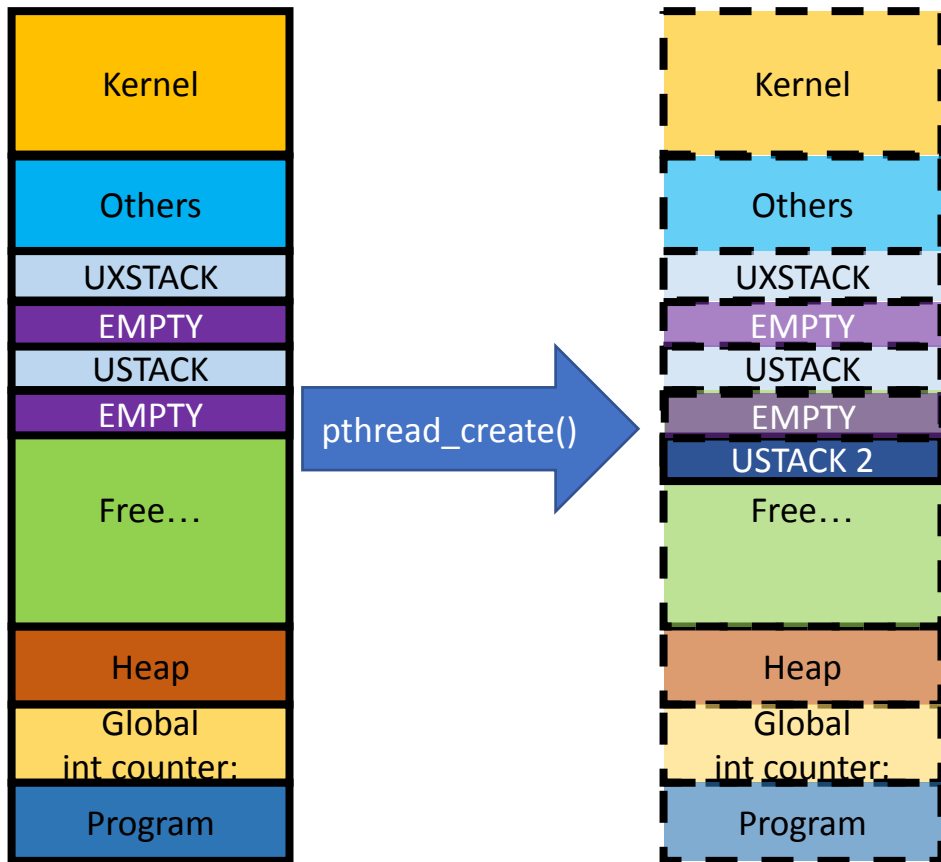 Kernel
Others
UXSTACK
EMPTY
USTACK
EMPTY
Free…
Heap
Global
int counter:
Program
pthread_create()
Kernel
Others
UXSTACK
EMPTY
USTACK
EMPTY
USTACK 2
Free…
Heap
Global
int counter:
Program